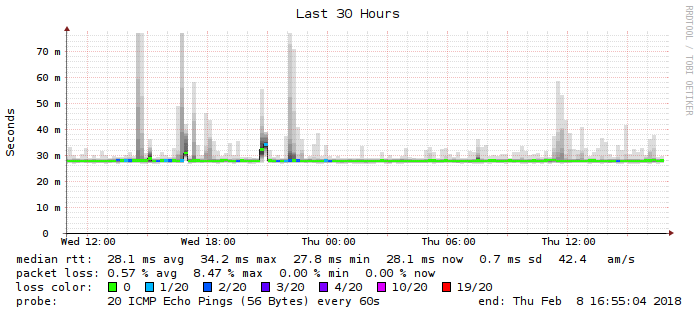 Last 30 Hours
RRDTOOL / TOBI OETIKER
Seconds
70 m
60 m
50 m
40 m
30 m
20 m
10 m
0
Wed 12:00 Wed 18:00 Thu 00:00 Thu 06:00 Thu 12:00
median rtt: 28.1 ms avg 34.2 ms max 27.8 ms min 28.1 ms now 0.7 ms sd 42.4 am/s
packet loss: 0.57 % avg 8.47 % max 0.00 % min 0.00 % now
loss color: 0 1/20 2/20 3/20 4/20 10/20 19/20
probe: 20 ICMP Echo Pings (56 Bytes) every 60s end: Thu Feb 8 16:55:04 2018